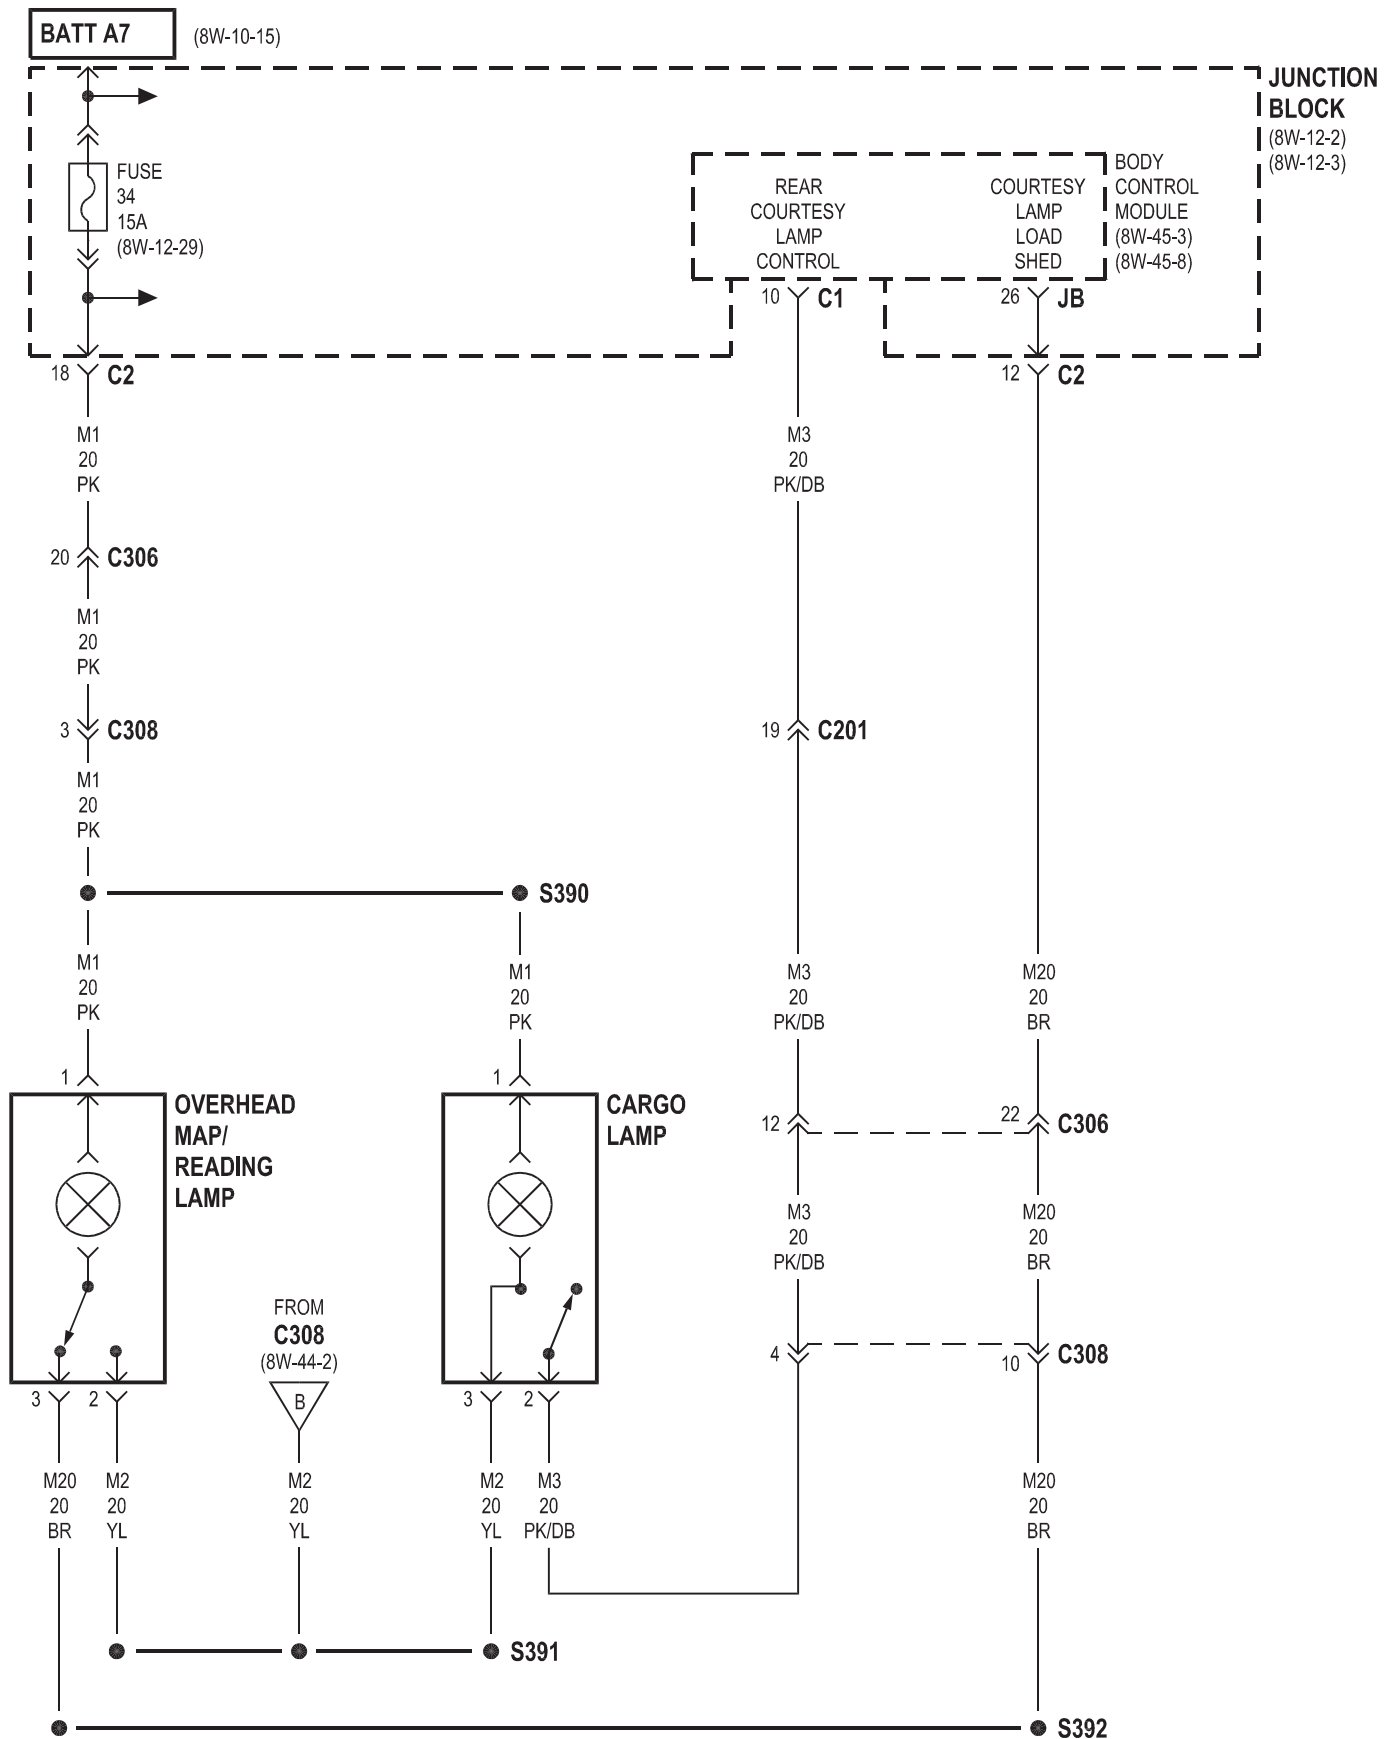 BATT A7
(8W-10-15)
JUNCTION
BLOCK
(8W-12-2)
(8W-12-3)
FUSE
34
15A
(8W-12-29)
REAR
COURTESY
LAMP
CONTROL
COURTESY
LAMP
LOAD
SHED
BODY
CONTROL
MODULE
(8W-45-3)
(8W-45-8)
10 C1
26 JB
18 C2
12 C2
M1
20
PK
M3
20
PK/DB
20 C306
M1
20
PK
3 C308
19 C201
M1
20
PK
S390
M1
20
PK
M1
20
PK
M3
20
PK/DB
M20
20
BR
1
1
OVERHEAD
MAP/
READING
LAMP
CARGO
LAMP
12
22 C306
M3
20
PK/DB
M20
20
BR
FROM
C308
(8W-44-2)
B
4
10 C308
3 2
3 2
M20
20
BR
M2
20
YL
M2
20
YL
M2
20
YL
M3
20
PK/DB
M20
20
BR
S391
S392